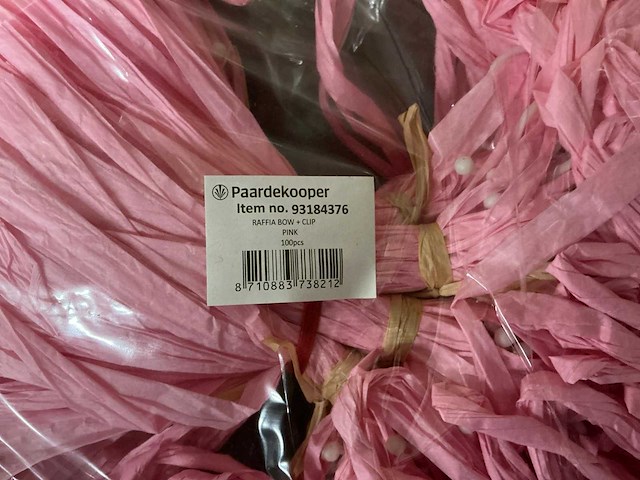 Paardekooper
Item no. 93184376
RAFFIA BOW + CLIP
PINK
100pcs
8 710883 738212